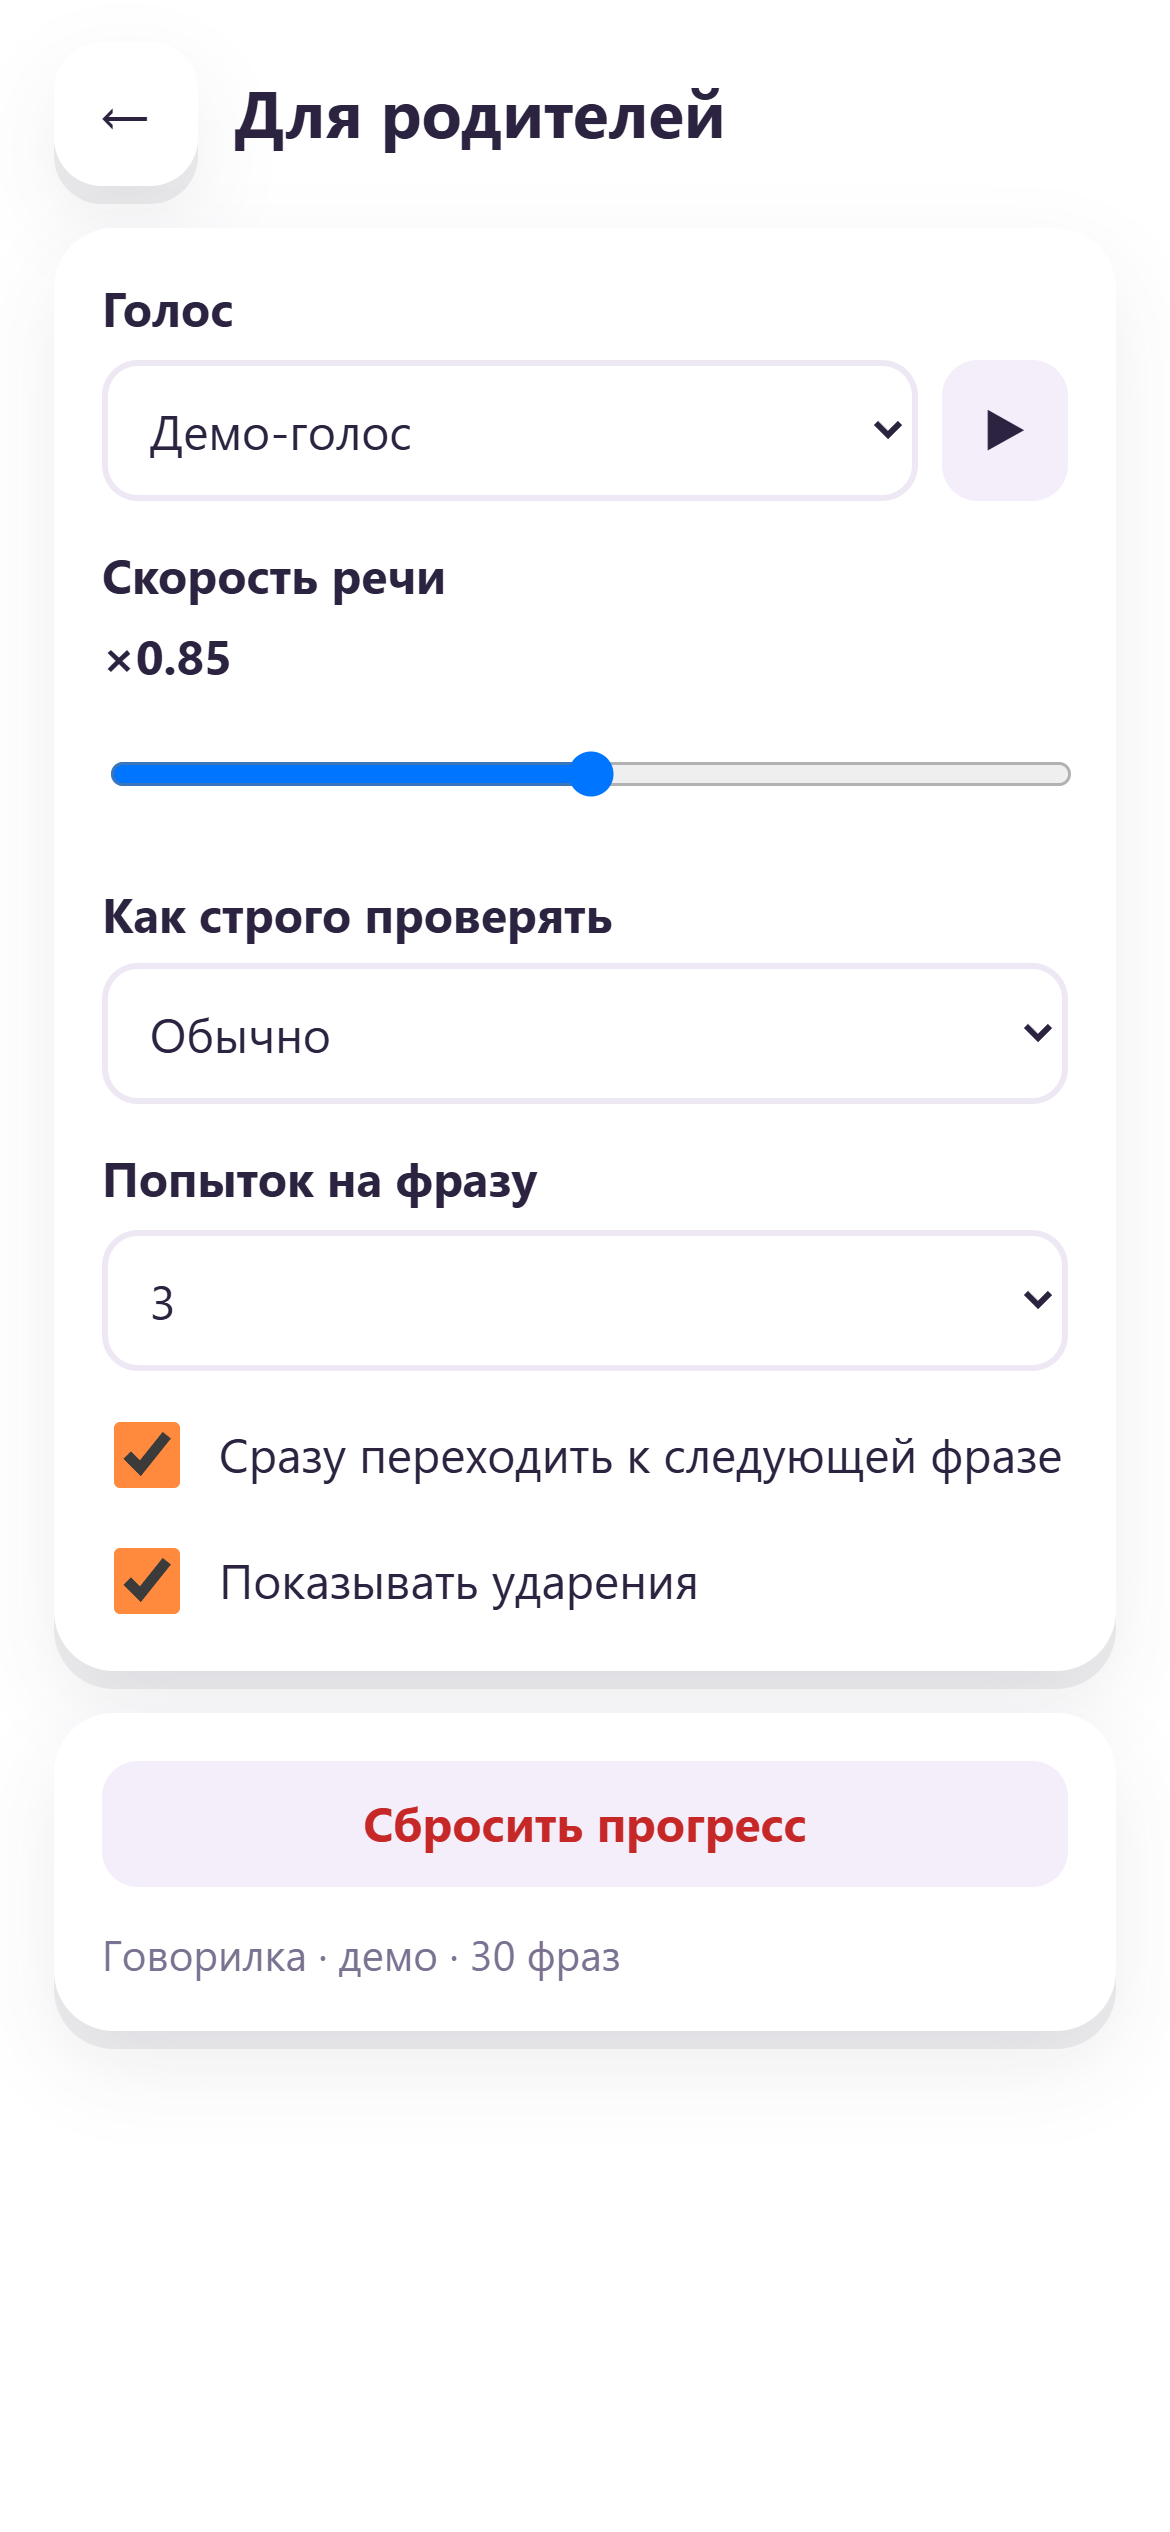 ←
Для родителей
Голос
Демо-голос
Скорость речи
×0.85
Как строго проверять
Обычно
Попыток на фразу
3
Сразу переходить к следующей фразе
Показывать ударения
Сбросить прогресс
Говорилка · демо · 30 фраз